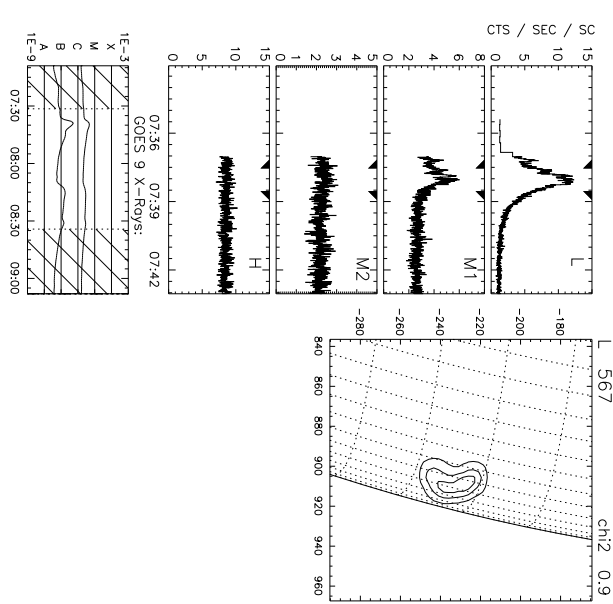 CTS / SEC / SC
0 5 10 15
L
0 2 4 6 8
M1
0 1 2 3 4 5
M2
0 5 10 15
H
07:36 07:39 07:42
GOES 9 X-Rays:
1E-9 1E-3
A B C M X
07:30 08:00 08:30 09:00
L 567 chi2 0.9
-280 -260 -240 -220 -200 -180
840 860 880 900 920 940 960